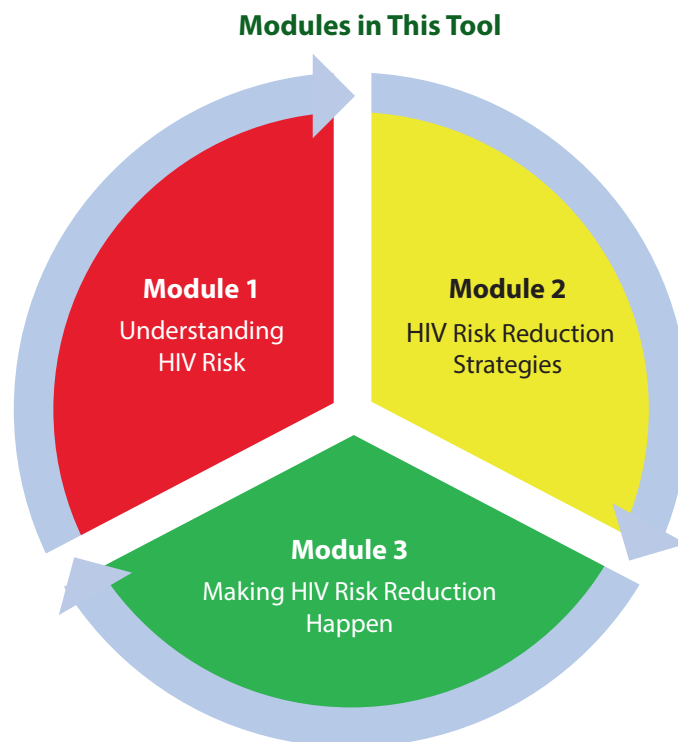 Modules in This Tool
Module 1
Understanding
HIV Risk
Module 2
HIV Risk Reduction
Strategies
Module 3
Making HIV Risk Reduction
Happen